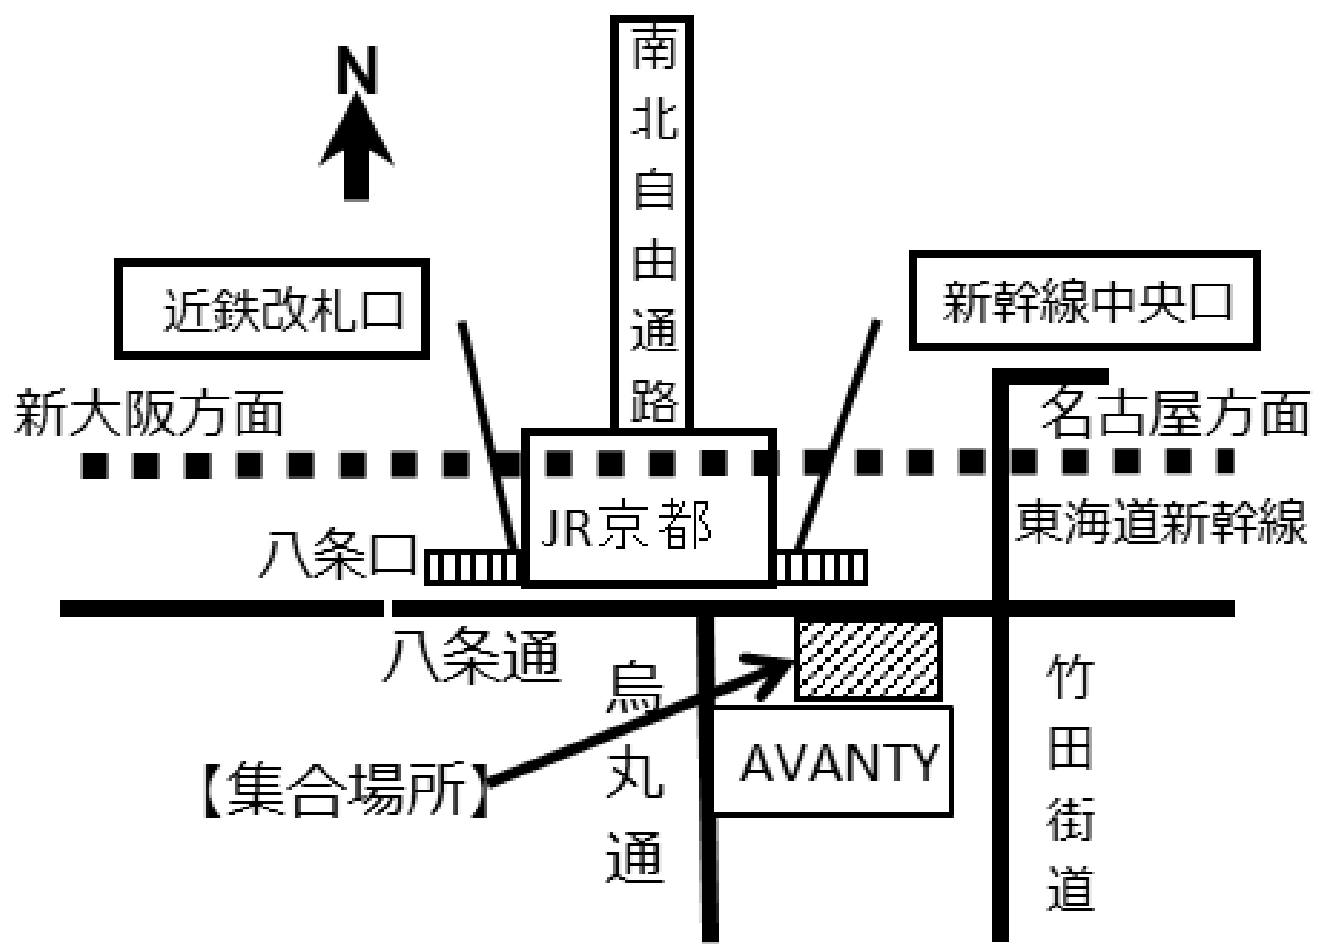 N
南北自由通路
近鉄改札口
新幹線中央口
新大阪方面
名古屋方面
JR京都
東海道新幹線
八条口
八条通
烏丸通
竹田街道
【集合場所】
AVANTY